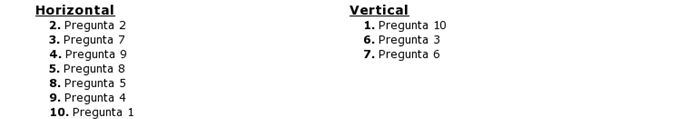 Horizontal
2. Pregunta 2
3. Pregunta 7
4. Pregunta 9
5. Pregunta 8
8. Pregunta 5
9. Pregunta 4
10. Pregunta 1
Vertical
1. Pregunta 10
6. Pregunta 3
7. Pregunta 6